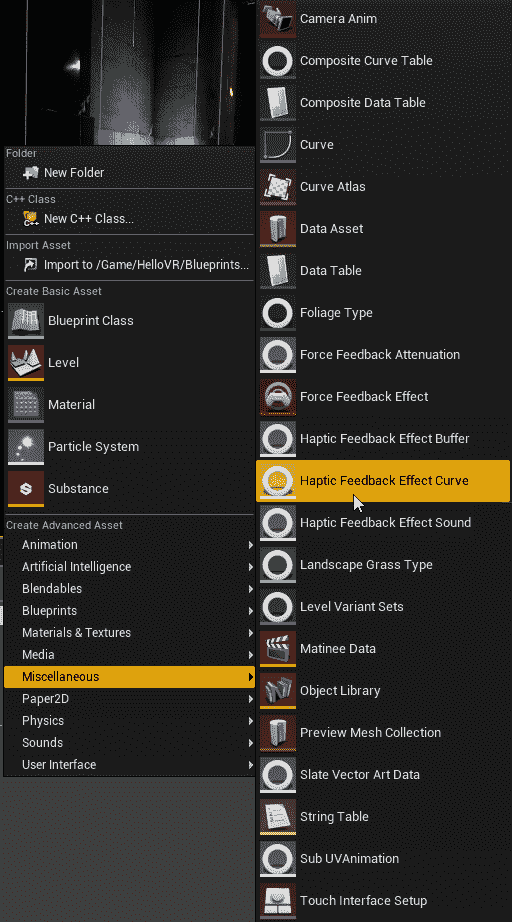 Folder
New Folder
C++ Class
New C++ Class...
Import Asset
Import to /Game/HelloVR/Blueprints...
Create Basic Asset
Blueprint Class
Level
Material
Particle System
Substance
Create Advanced Asset
Animation
Artificial Intelligence
Blendables
Blueprints
Materials & Textures
Media
Miscellaneous
Paper2D
Physics
Sounds
User Interface
Camera Anim
Composite Curve Table
Composite Data Table
Curve
Curve Atlas
Data Asset
Data Table
Foliage Type
Force Feedback Attenuation
Force Feedback Effect
Haptic Feedback Effect Buffer
Haptic Feedback Effect Curve
Haptic Feedback Effect Sound
Landscape Grass Type
Level Variant Sets
Matinee Data
Object Library
Preview Mesh Collection
Slate Vector Art Data
String Table
Sub UVAnimation
Touch Interface Setup